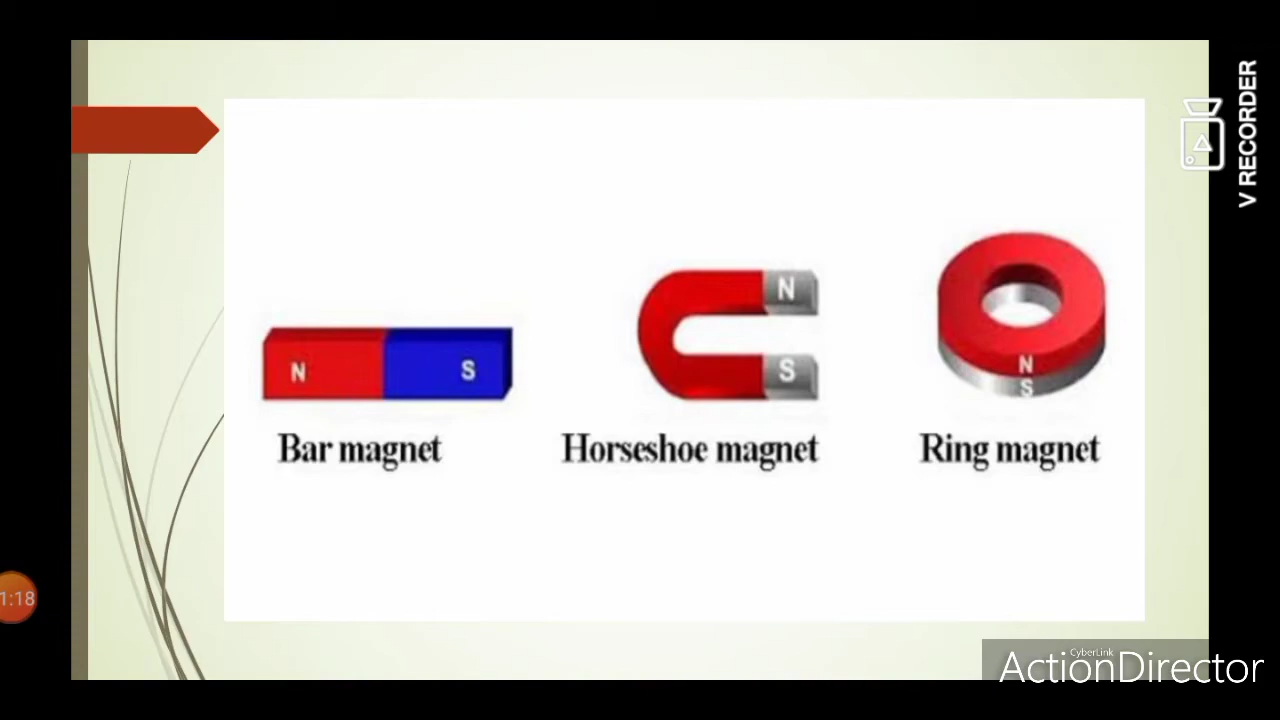 V RECORDER
N
S
N
S
N
S
Bar magnet
Horseshoe magnet
Ring magnet
1:18
CyberLink
ActionDirector